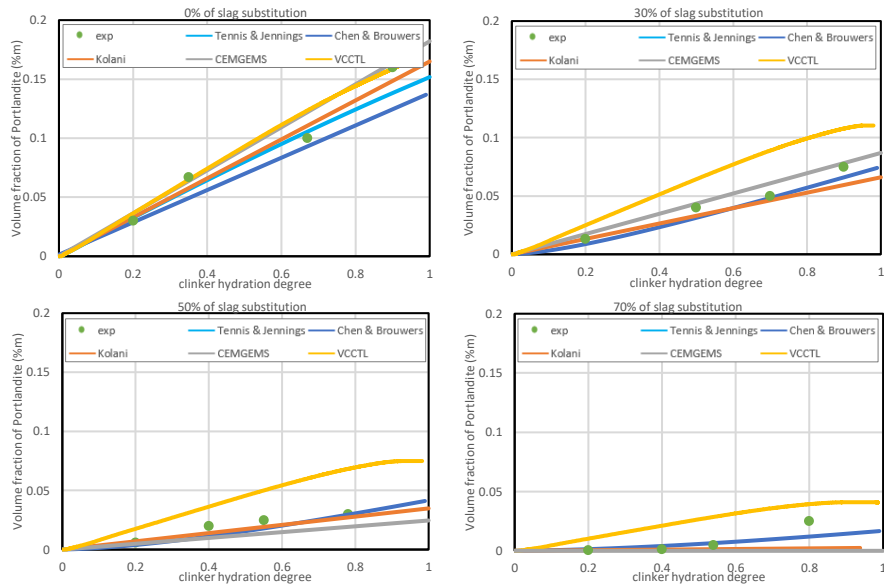 0% of slag substitution
0.2
exp
Tennis & Jennings
Chen & Brouwers
Kolani
CEMGEMS
VCCTL
0.15
0.1
0.05
0
Volume fraction of Portlandite (%m)
0
0.2
0.4
0.6
0.8
1
clinker hydration degree
30% of slag substitution
0.2
exp
Tennis & Jennings
Chen & Brouwers
Kolani
CEMGEMS
VCCTL
0.15
0.1
0.05
0
Volume fraction of Portlandite (%m)
0
0.2
0.4
0.6
0.8
1
clinker hydration degree
50% of slag substitution
0.2
exp
Tennis & Jennings
Chen & Brouwers
Kolani
CEMGEMS
VCCTL
0.15
0.1
0.05
0
Volume fraction of Portlandite (%m)
0
0.2
0.4
0.6
0.8
1
clinker hydration degree
70% of slag substitution
0.2
exp
Tennis & Jennings
Chen & Brouwers
Kolani
CEMGEMS
VCCTL
0.15
0.1
0.05
0
Volume fraction of Portlandite (%m)
0
0.2
0.4
0.6
0.8
1
clinker hydration degree